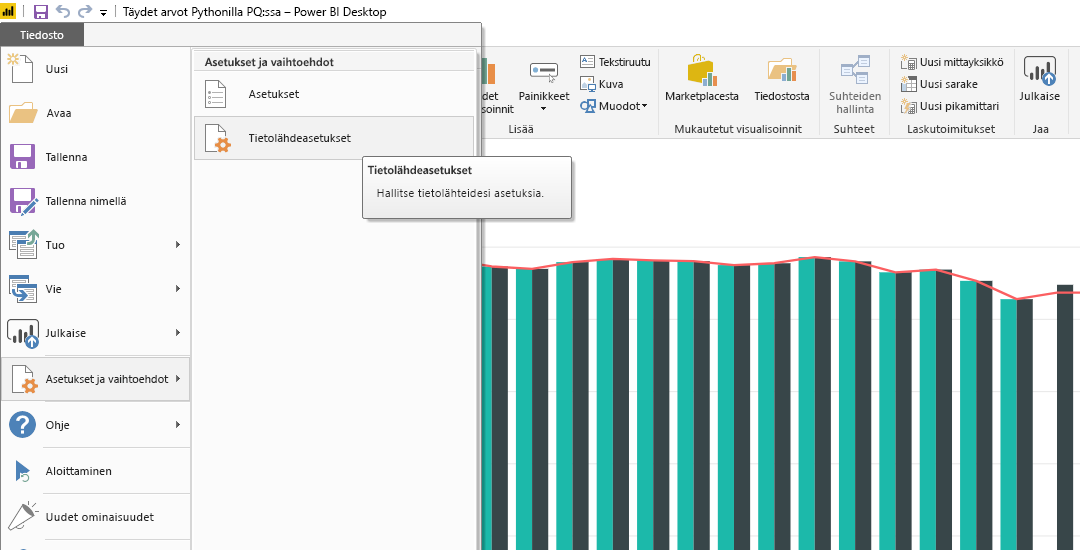 Täydet arvot Pythonilla PQ:ssa – Power BI Desktop
Tiedosto
Uusi
Avaa
Tallenna
Tallenna nimellä
Tuo
Vie
Julkaise
Asetukset ja vaihtoehdot
Ohje
Aloittaminen
Uudet ominaisuudet
Asetukset ja vaihtoehdot
Asetukset
Tietolähdeasetukset
Tietolähdeasetukset
Hallitse tietolähteidesi asetuksia.
Painikkeet
Tekstiruutu
Kuva
Muodot
Lisää
Marketplacesta
Tiedostosta
Mukautetut visualisoinnit
Suhteiden
hallinta
Suhteet
Uusi mittayksikkö
Uusi sarake
Uusi pikamittari
Laskutoimitukset
Julkaise
Jaa